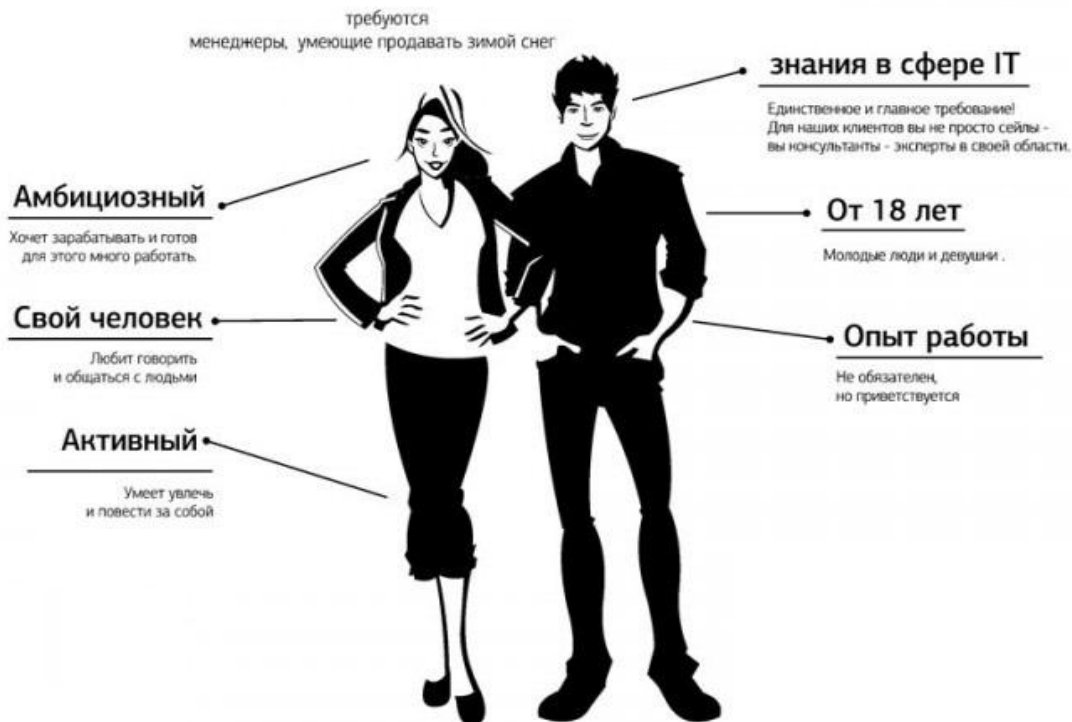 требуются
менеджеры, умеющие продавать зимой снег
знания в сфере IT
Единственное и главное требование!
Для наших клиентов вы не просто сейлы -
вы консультанты - эксперты в своей области.
Амбициозный
Хочет зарабатывать и готов
для этого много работать.
От 18 лет
Молодые люди и девушки .
Свой человек
Любит говорить
и общаться с людьми
Опыт работы
Не обязателен,
но приветствуется
Активный
Умеет увлечь
и повести за собой